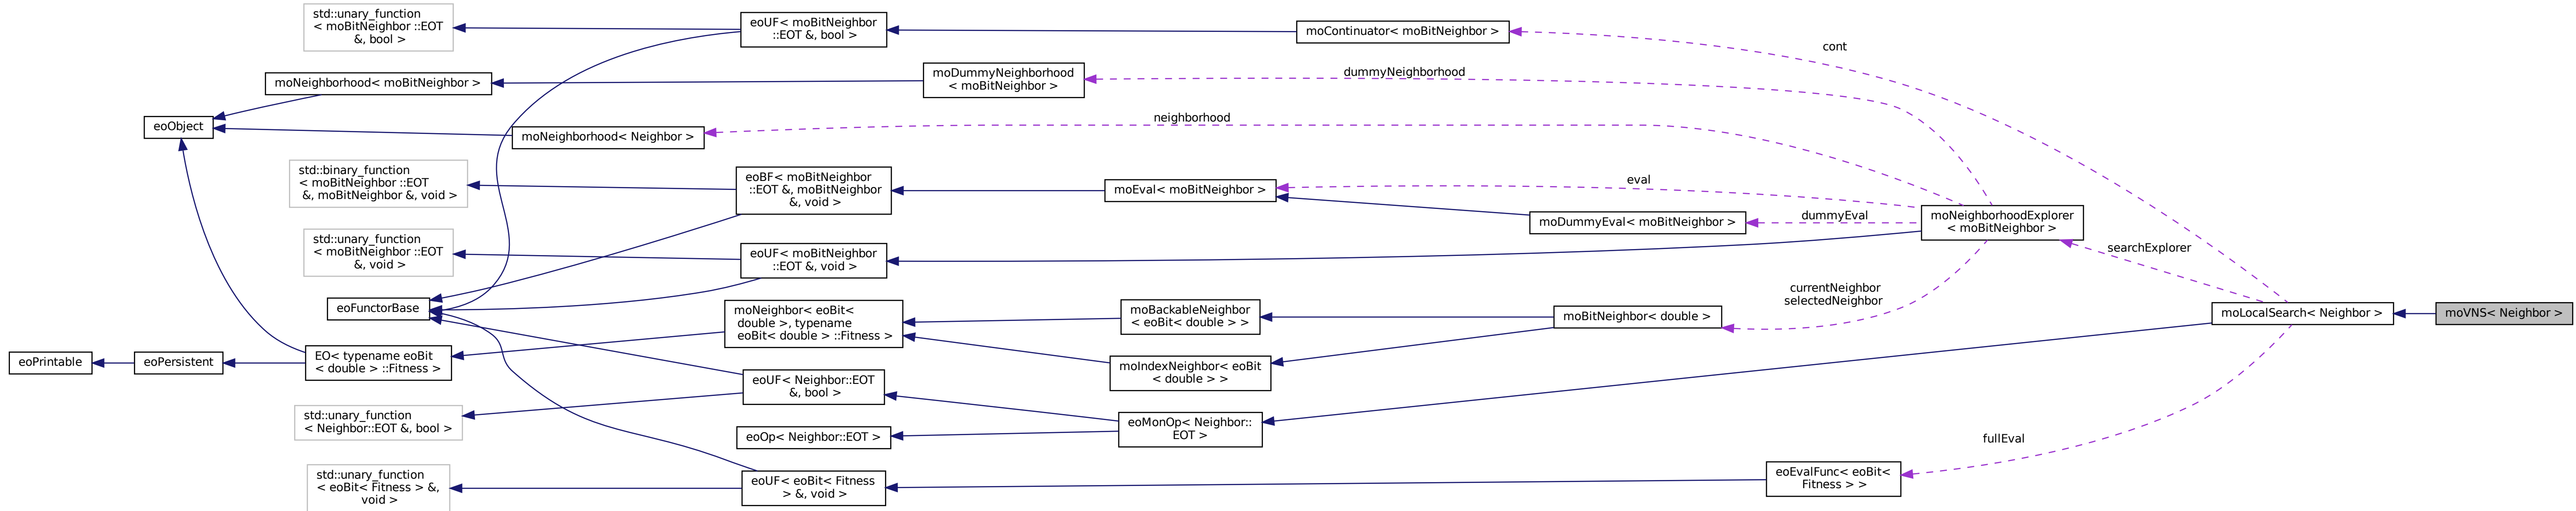 std::unary_function
< moBitNeighbor ::EOT
&, bool >
eoUF< moBitNeighbor
::EOT &, bool >
moContinuator< moBitNeighbor >
cont
moNeighborhood< moBitNeighbor >
moDummyNeighborhood
< moBitNeighbor >
dummyNeighborhood
eoObject
moNeighborhood< Neighbor >
neighborhood
std::binary_function
< moBitNeighbor ::EOT
&, moBitNeighbor &, void >
eoBF< moBitNeighbor
::EOT &, moBitNeighbor
&, void >
moEval< moBitNeighbor >
eval
moDummyEval< moBitNeighbor >
dummyEval
moNeighborhoodExplorer
< moBitNeighbor >
searchExplorer
std::unary_function
< moBitNeighbor ::EOT
&, void >
eoUF< moBitNeighbor
::EOT &, void >
eoFunctorBase
moNeighbor< eoBit<
double >, typename
eoBit< double > ::Fitness >
moBackableNeighbor
< eoBit< double > >
moBitNeighbor< double >
currentNeighbor
selectedNeighbor
moLocalSearch< Neighbor >
moVNS< Neighbor >
eoPrintable
eoPersistent
EO< typename eoBit
< double > ::Fitness >
moIndexNeighbor< eoBit
< double > >
eoUF< Neighbor::EOT
&, bool >
std::unary_function
< Neighbor::EOT &, bool >
eoOp< Neighbor::EOT >
eoMonOp< Neighbor::
EOT >
fullEval
std::unary_function
< eoBit< Fitness > &,
void >
eoUF< eoBit< Fitness
> &, void >
eoEvalFunc< eoBit<
Fitness > >